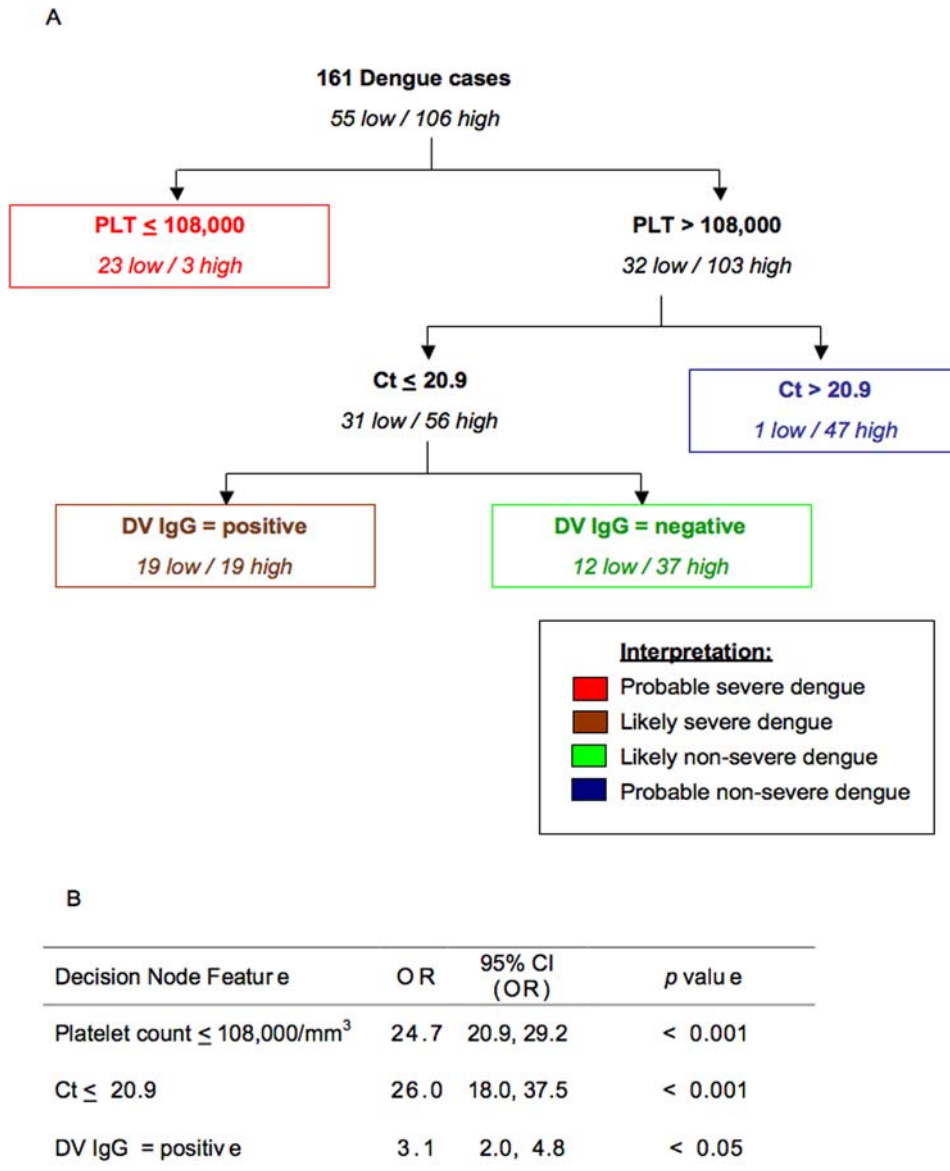 A
161 Dengue cases
55 low / 106 high
PLT ≤ 108,000
23 low / 3 high
PLT > 108,000
32 low / 103 high
Ct ≤ 20.9
31 low / 56 high
Ct > 20.9
1 low / 47 high
DV IgG = positive
19 low / 19 high
DV IgG = negative
12 low / 37 high
Interpretation:
Probable severe dengue
Likely severe dengue
Likely non-severe dengue
Probable non-severe dengue
B
Decision Node Feature OR 95% CI (OR) p value
Platelet count ≤ 108,000/mm³ 24.7 20.9, 29.2 < 0.001
Ct ≤ 20.9 26.0 18.0, 37.5 < 0.001
DV IgG = positive 3.1 2.0, 4.8 < 0.05